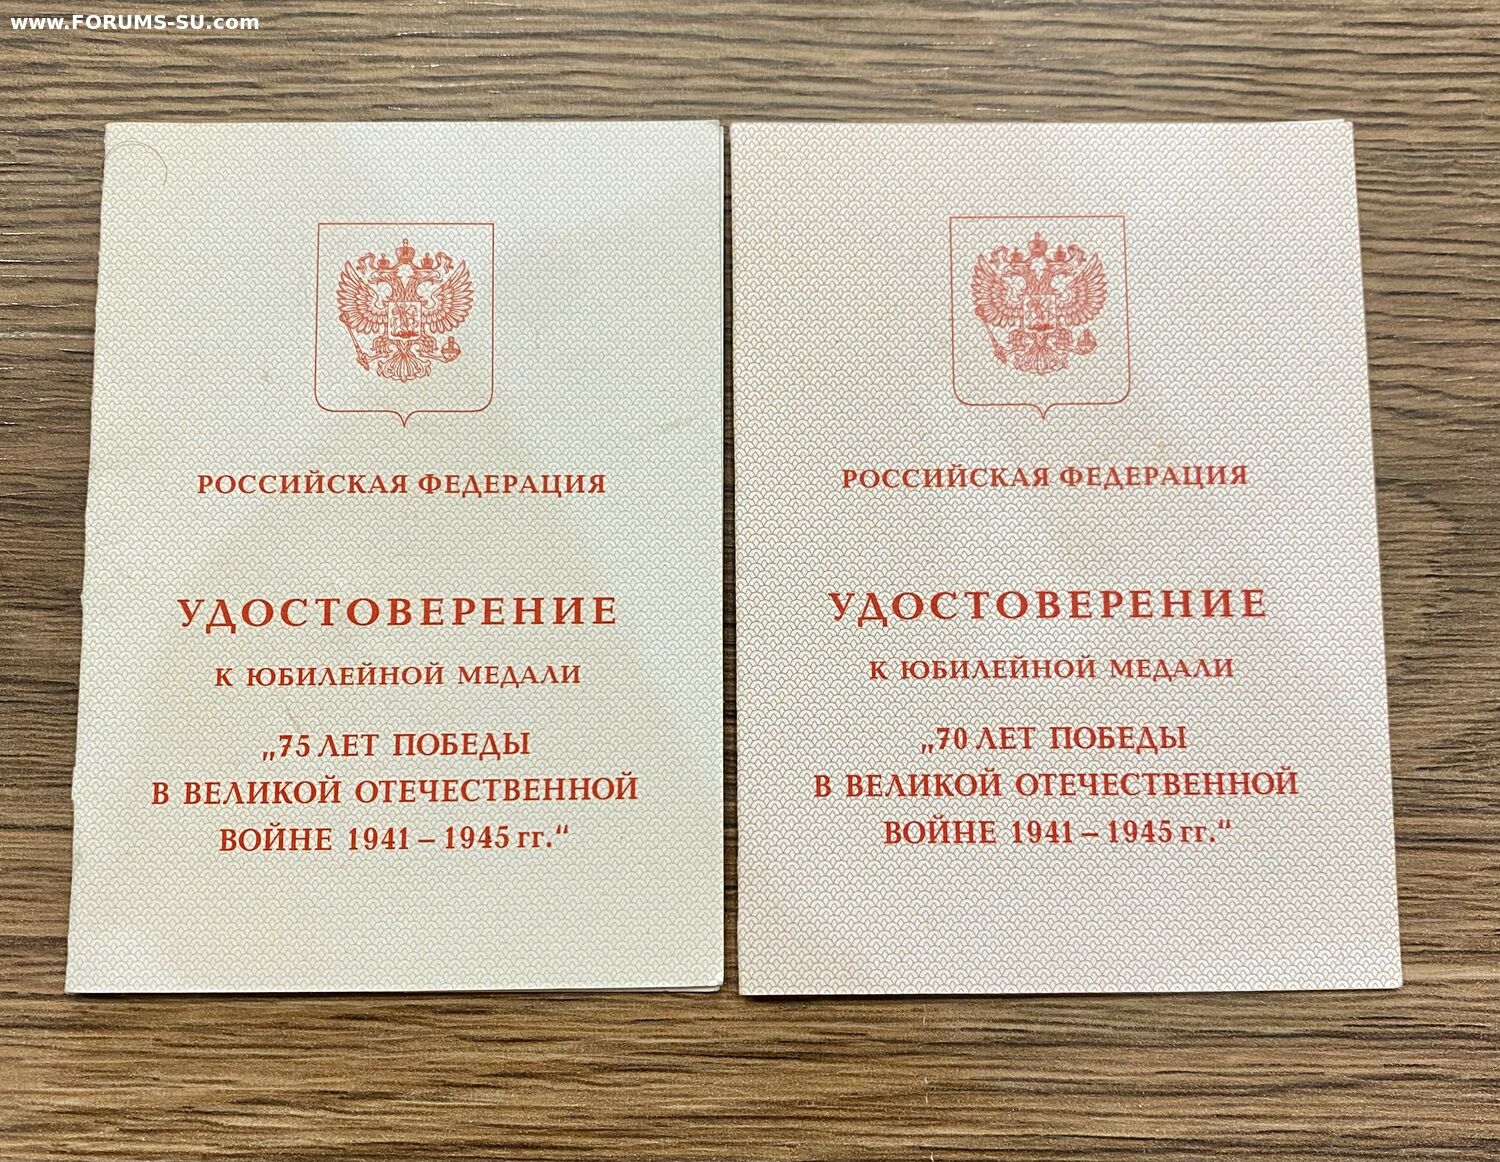 www.FORUMS-SU.com
РОССИЙСКАЯ ФЕДЕРАЦИЯ
УДОСТОВЕРЕНИЕ
К ЮБИЛЕЙНОЙ МЕДАЛИ
„75 ЛЕТ ПОБЕДЫ
В ВЕЛИКОЙ ОТЕЧЕСТВЕННОЙ
ВОЙНЕ 1941 – 1945 гг.“
РОССИЙСКАЯ ФЕДЕРАЦИЯ
УДОСТОВЕРЕНИЕ
К ЮБИЛЕЙНОЙ МЕДАЛИ
„70 ЛЕТ ПОБЕДЫ
В ВЕЛИКОЙ ОТЕЧЕСТВЕННОЙ
ВОЙНЕ 1941 – 1945 гг.“